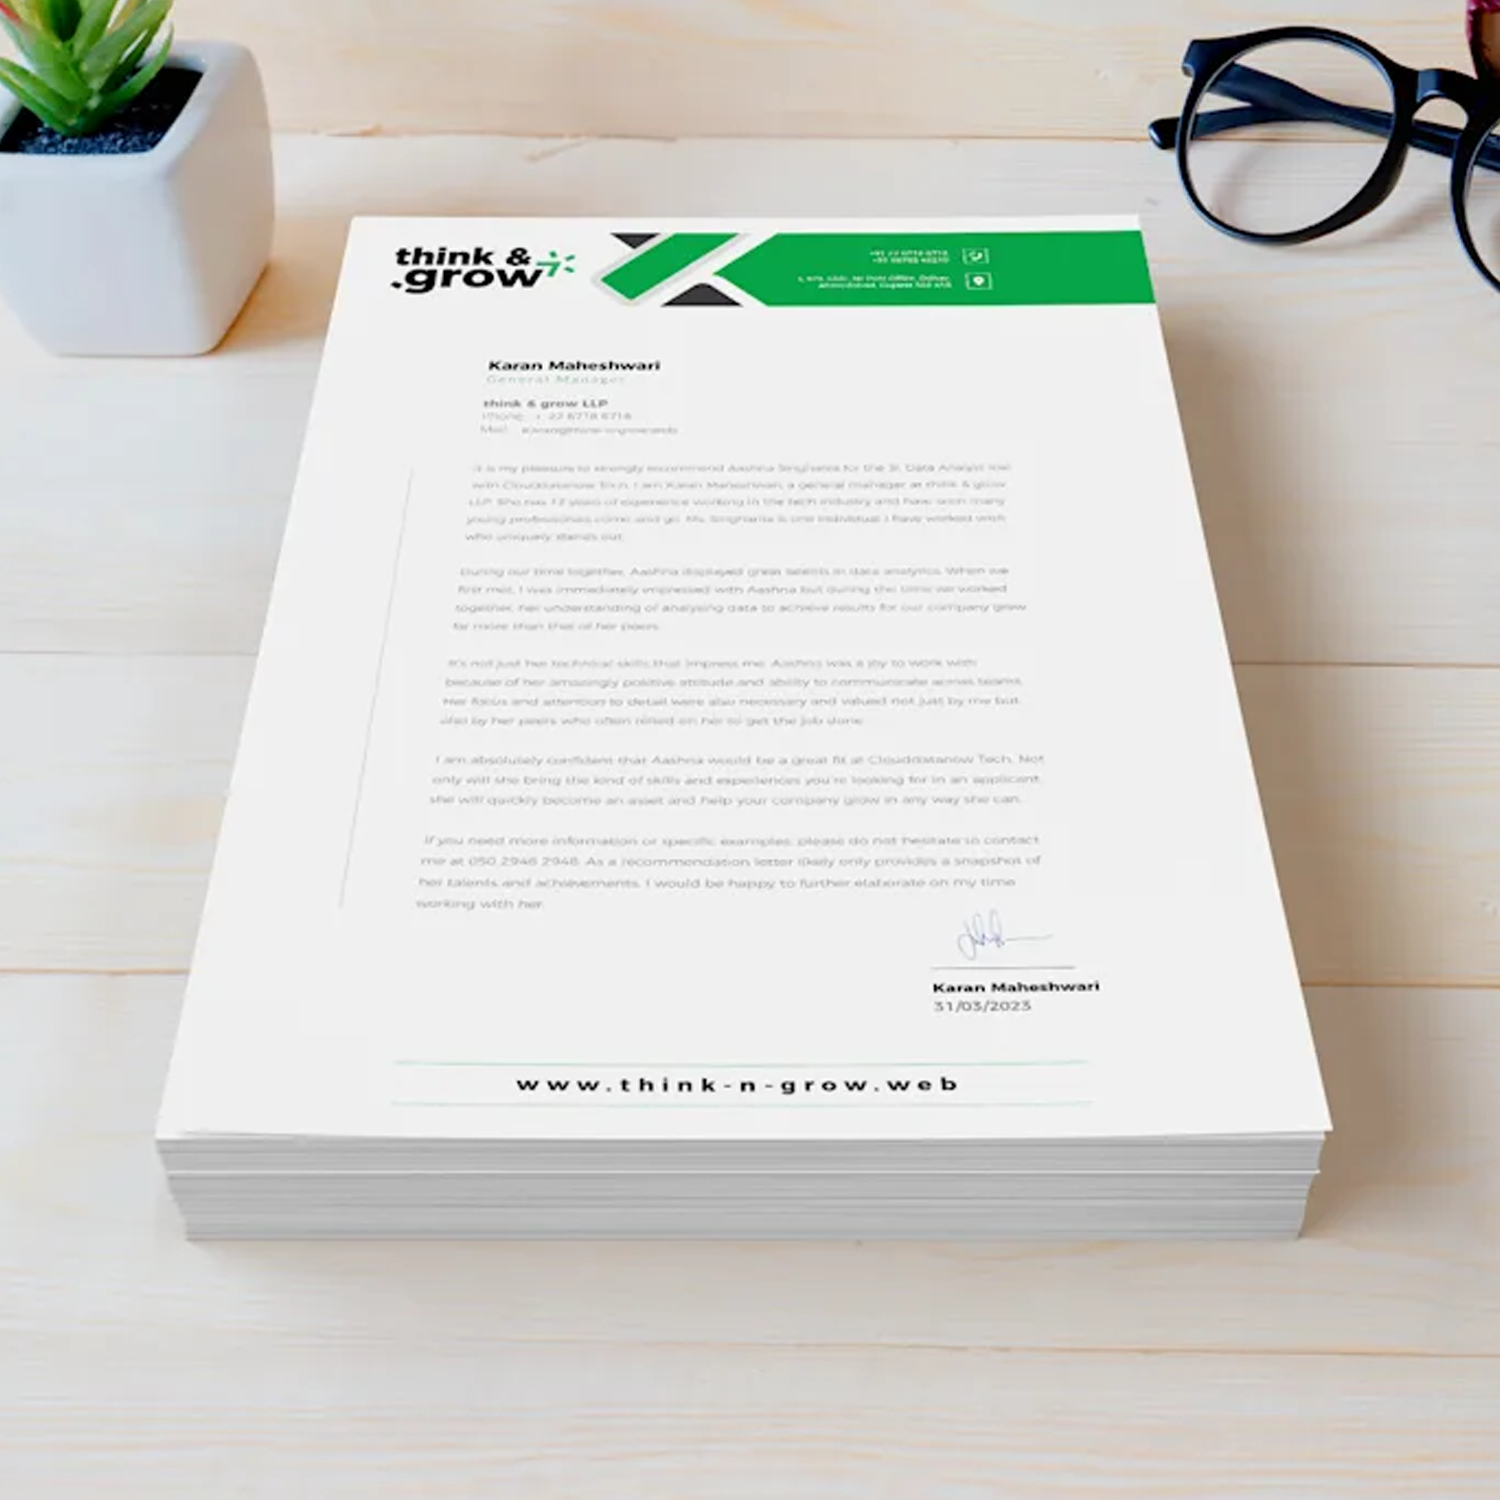 think &
.grow
Karan Maheshwari
General Manager
think & grow LLP
Phone 22 6718 6718
Mail
It is my pleasure to strongly recommend Aashna Singhania for the Sr. Data Analyst role
with Clouddatanow Tech. I am Karan Maheshwari, a general manager at think & grow
LLP. who has 12 years of experience working in the tech industry and have seen many
young professionals come and go. Ms. Singhania is one individual I have worked with
who uniquely stands out.
During our time together, Aashna displayed great talents in data analytics. When we
first met, I was immediately impressed with Aashna but during the time we worked
together, her understanding of analysing data to achieve results for our company grew
far more than that of her peers.
It's not just her technical skills that impress me. Aashna was a joy to work with
because of her amazingly positive attitude and ability to communicate across teams.
Her focus and attention to detail were also necessary and valued not just by me but
also by her peers who often relied on her to get the job done.
I am absolutely confident that Aashna would be a great fit at Clouddatanow Tech. Not
only will she bring the kind of skills and experiences you're looking for in an applicant,
she will quickly become an asset and help your company grow in any way she can.
If you need more information or specific examples, please do not hesitate to contact
me at 050 2946 2948. As a recommendation letter likely only provides a snapshot of
her talents and achievements, I would be happy to further elaborate on my time
working with her.
Karan Maheshwari
31/03/2023
www.think-n-grow.web